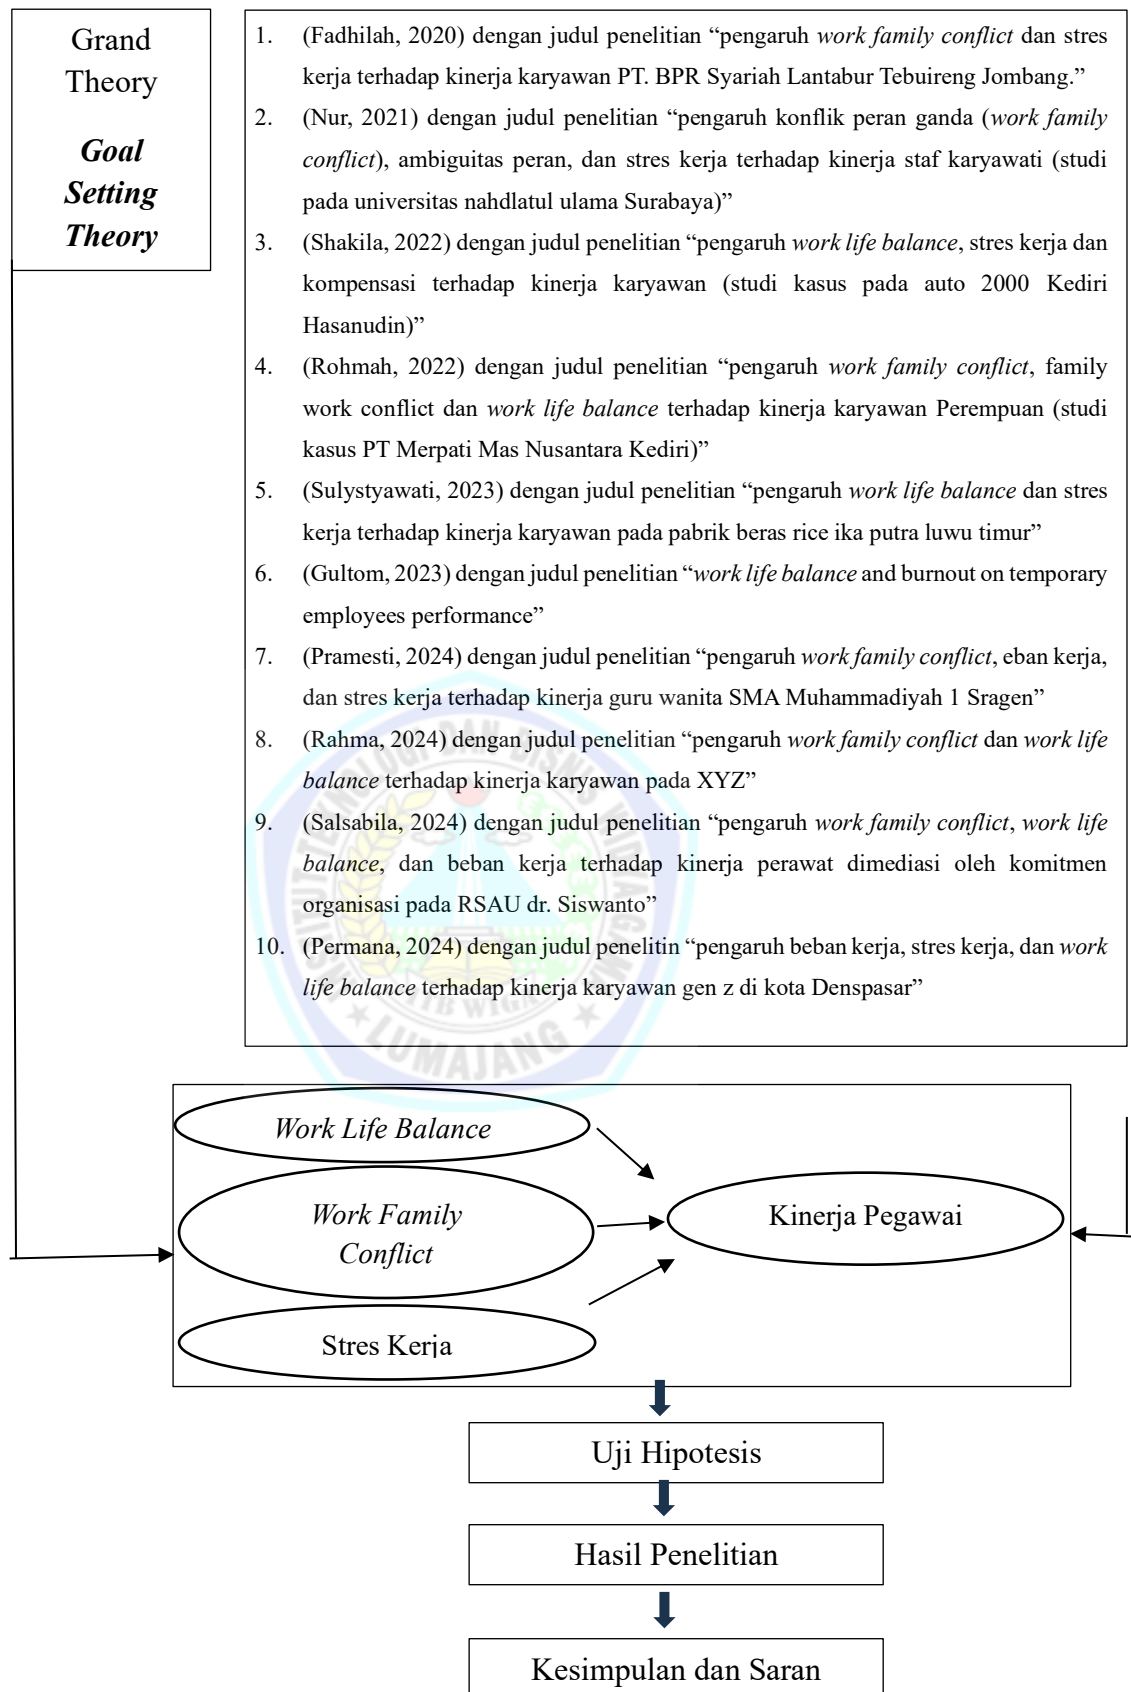 Grand
Theory
Goal
Setting
Theory
1. (Fadhilah, 2020) dengan judul penelitian “pengaruh work family conflict dan stres
kerja terhadap kinerja karyawan PT. BPR Syariah Lantabur Tebuireng Jombang.”
2. (Nur, 2021) dengan judul penelitian “pengaruh konflik peran ganda (work family
conflict), ambiguitas peran, dan stres kerja terhadap kinerja staf karyawati (studi
pada universitas nahdlatul ulama Surabaya)”
3. (Shakila, 2022) dengan judul penelitian “pengaruh work life balance, stres kerja dan
kompensasi terhadap kinerja karyawan (studi kasus pada auto 2000 Kediri
Hasanudin)”
4. (Rohmah, 2022) dengan judul penelitian “pengaruh work family conflict, family
work conflict dan work life balance terhadap kinerja karyawan Perempuan (studi
kasus PT Merpati Mas Nusantara Kediri)”
5. (Sulystyawati, 2023) dengan judul penelitian “pengaruh work life balance dan stres
kerja terhadap kinerja karyawan pada pabrik beras rice ika putra luwu timur”
6. (Gultom, 2023) dengan judul penelitian “work life balance and burnout on temporary
employees performance”
7. (Pramesti, 2024) dengan judul penelitian “pengaruh work family conflict, eban kerja,
dan stres kerja terhadap kinerja guru wanita SMA Muhammadiyah 1 Sragen”
8. (Rahma, 2024) dengan judul penelitian “pengaruh work family conflict dan work life
balance terhadap kinerja karyawan pada XYZ”
9. (Salsabila, 2024) dengan judul penelitian “pengaruh work family conflict, work life
balance, dan beban kerja terhadap kinerja perawat dimediasi oleh komitmen
organisasi pada RSAU dr. Siswanto”
10. (Permana, 2024) dengan judul penelitin “pengaruh beban kerja, stres kerja, dan work
life balance terhadap kinerja karyawan gen z di kota Denspasar”
INSTITUT TEKNOLOGI DAN BISNIS WIDYA GAMA
ITB WIGA
LUMAJANG
Work Life Balance
Work Family
Conflict
Stres Kerja
Kinerja Pegawai
Uji Hipotesis
Hasil Penelitian
Kesimpulan dan Saran